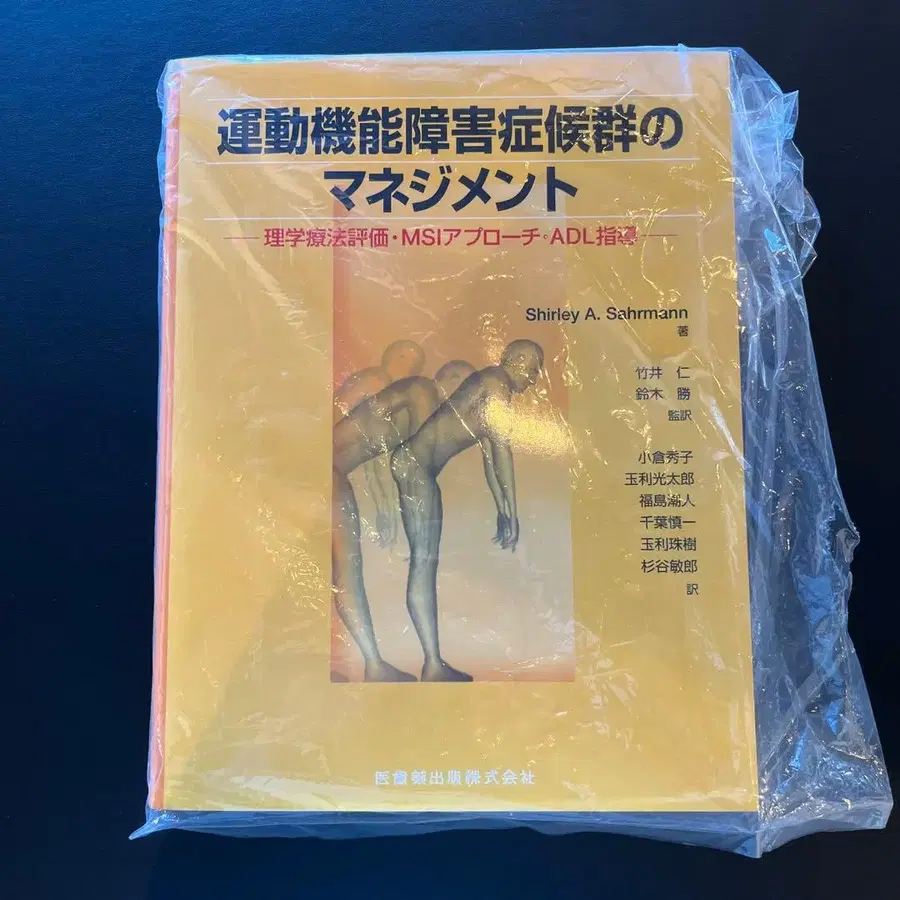 運動機能障害症候群の
マネジメント
理学療法評価・MSIアプローチ・ADL指導
Shirley A. Sahrmann
著
竹井 仁
鈴木 勝
監訳
小倉秀子
玉利光太郎
福島潮人
千葉慎一
玉利珠樹
杉谷敏郎
訳
医歯薬出版株式会社